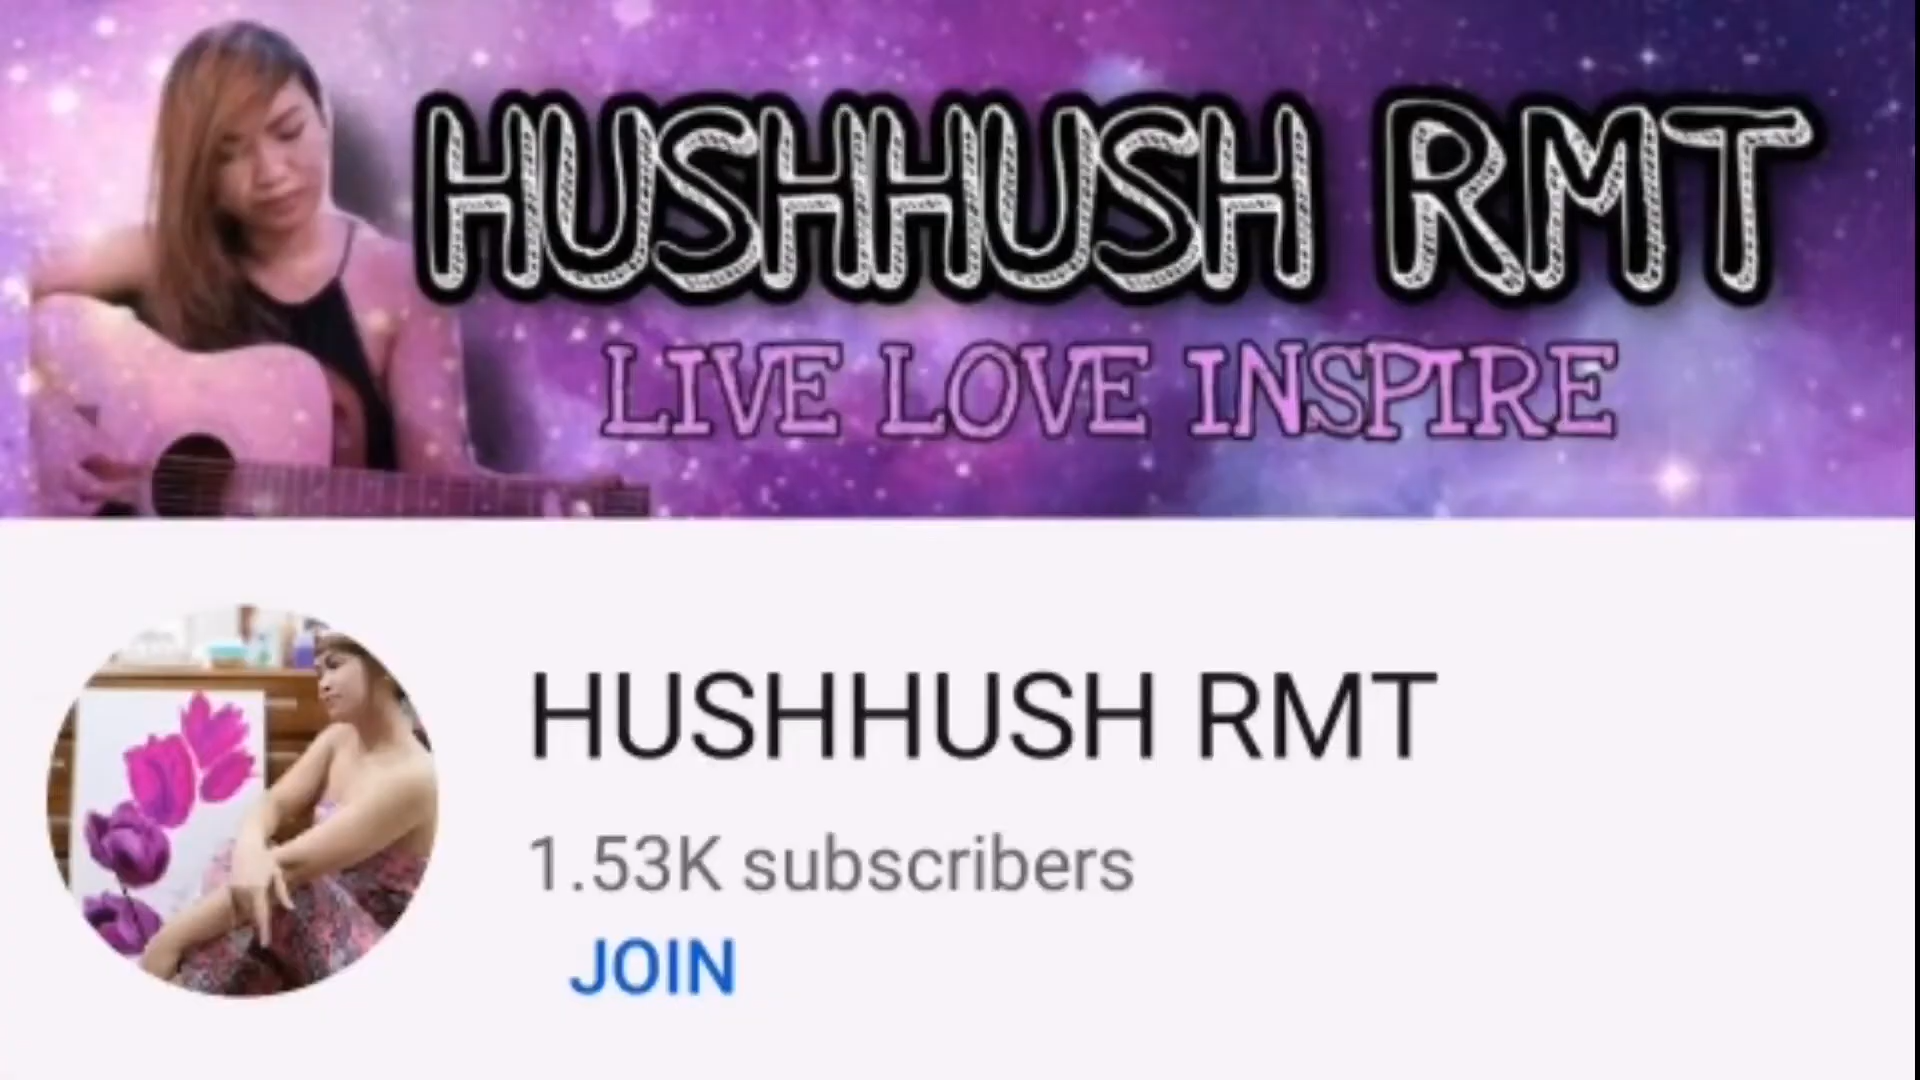 HUSHHUSH RMT
LIVE LOVE INSPIRE
HUSHHUSH RMT
1.53K subscribers
JOIN